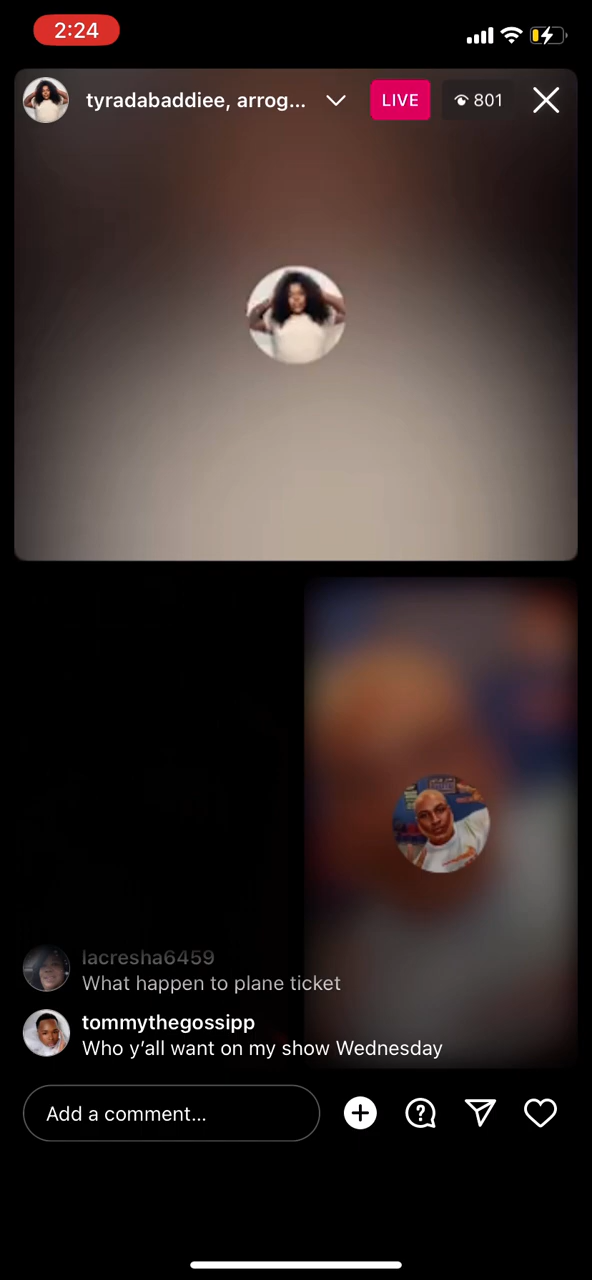 2:24
tyradabaddiee, arrog...
LIVE
801
lacresha6459
What happen to plane ticket
tommythegossipp
Who y'all want on my show Wednesday
Add a comment...